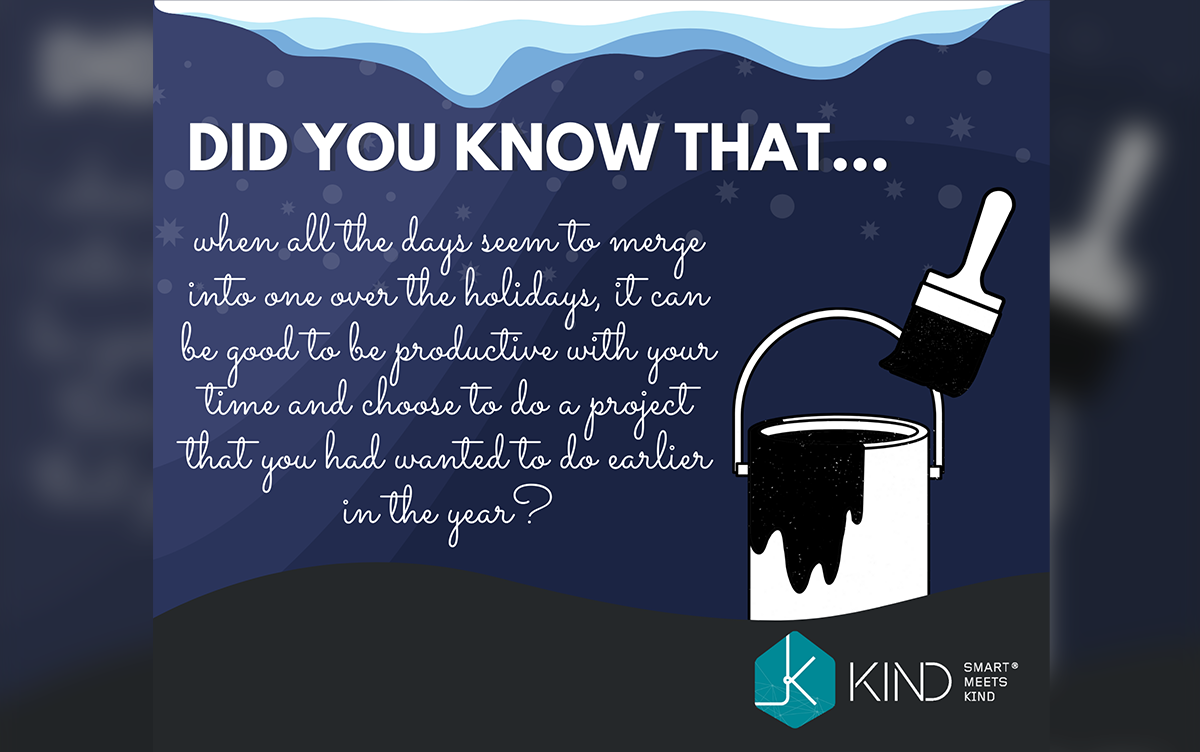 DID YOU KNOW THAT...
when all the days seem to merge
into one over the holidays, it can
be good to be productive with your
time and choose to do a project
that you had wanted to do earlier
in the year?
KIND
SMART®
MEETS
KIND